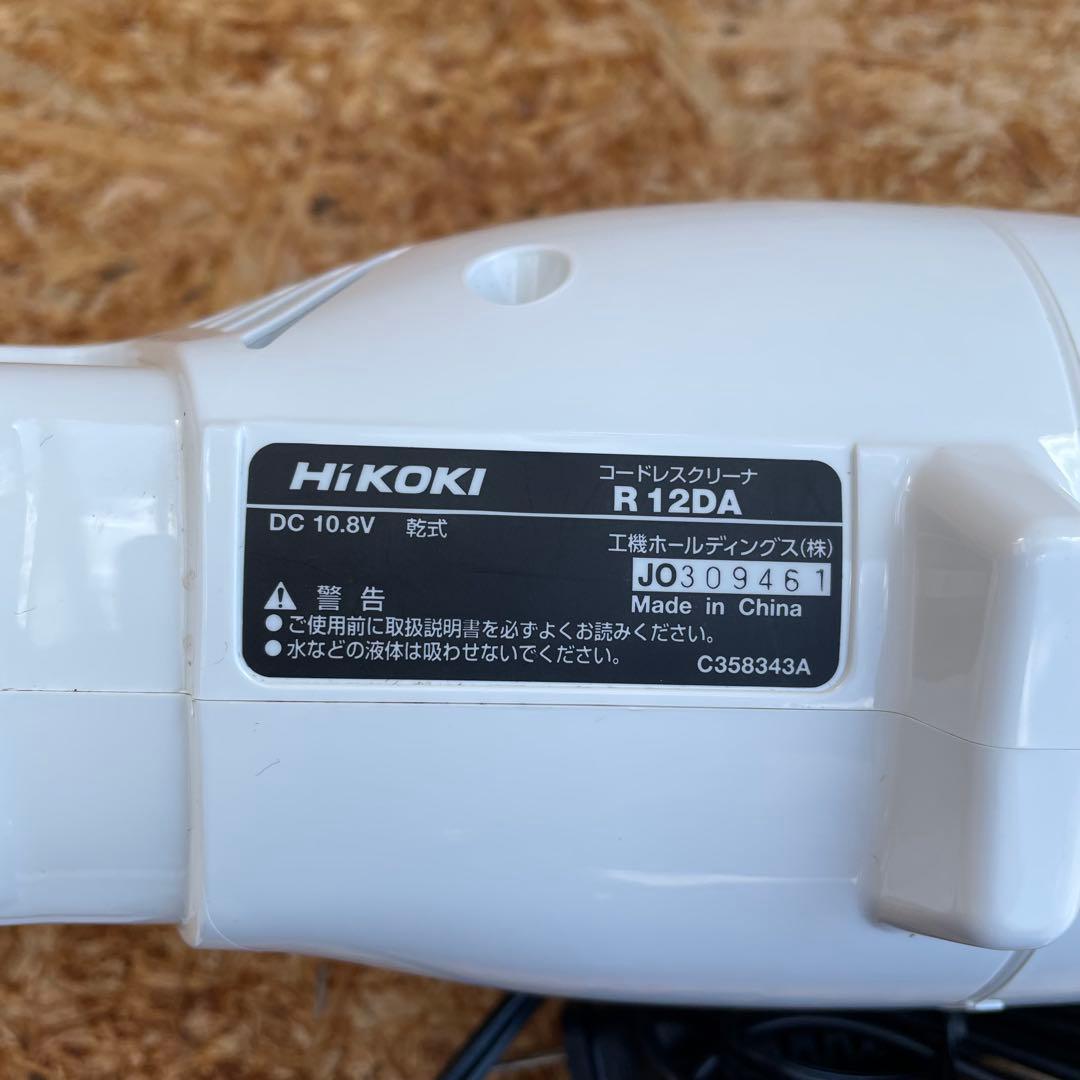 HiKOKI
コードレスクリーナ
R 12DA
DC 10.8V 乾式
工機ホールディングス(株)
JO309461
Made in China
警告
●ご使用前に取扱説明書を必ずよくお読みください。
●水などの液体は吸わせないでください。
C358343A